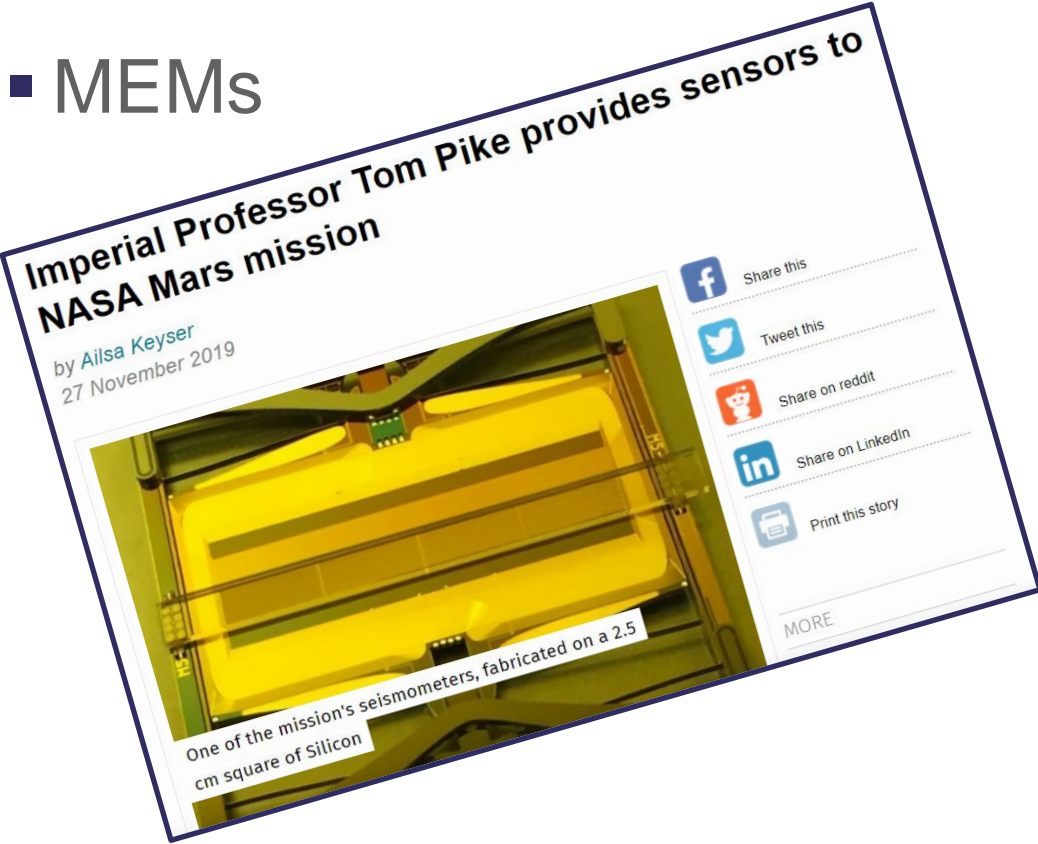 MEMs
Imperial Professor Tom Pike provides sensors to
NASA Mars mission
by Ailsa Keyser
27 November 2019
Share this
Tweet this
Share on reddit
Share on LinkedIn
Print this story
MORE
MS
MS
One of the mission's seismometers, fabricated on a 2.5
cm square of Silicon